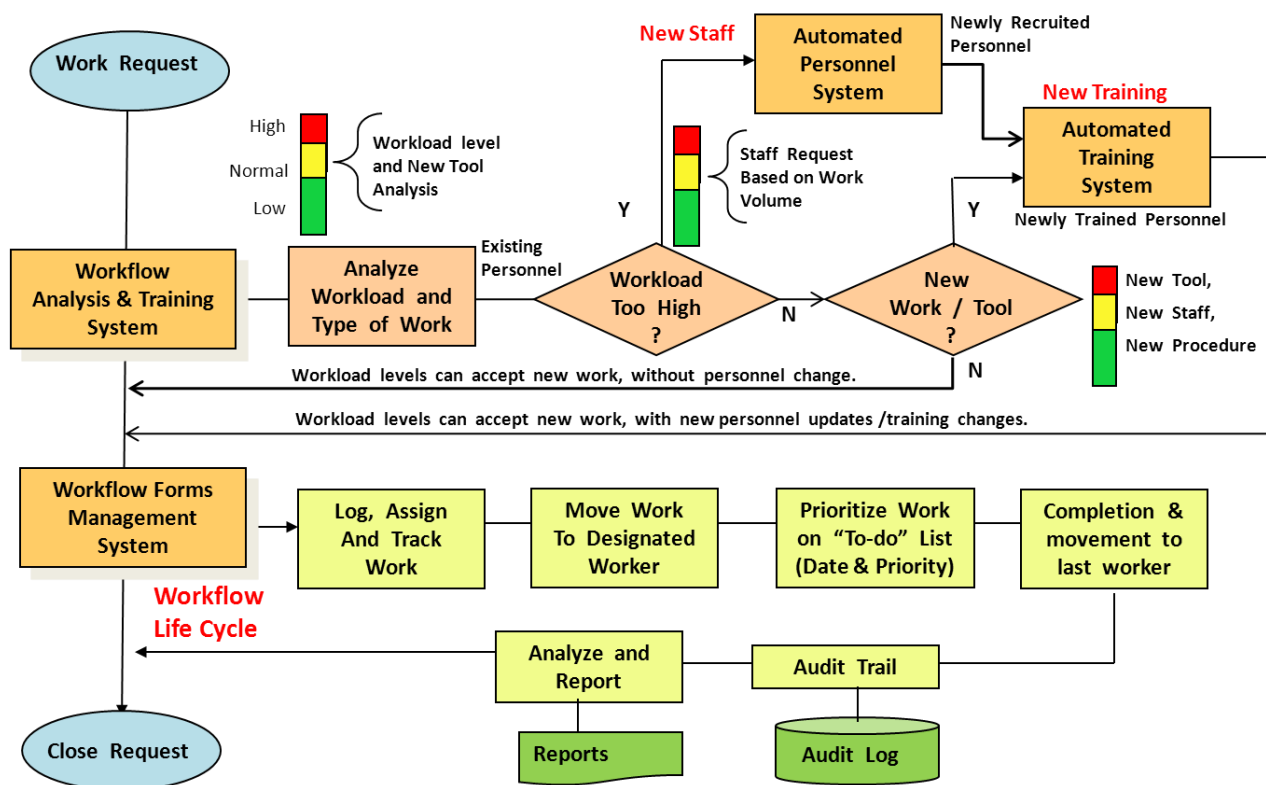 Work Request
High
Normal
Low
Workload level
and New Tool
Analysis
New Staff
Automated
Personnel
System
Newly Recruited
Personnel
New Training
Automated
Training
System
Newly Trained Personnel
Staff Request
Based on Work
Volume
Y
Y
Workflow
Analysis & Training
System
Analyze
Workload and
Type of Work
Existing
Personnel
Workload
Too High
?
N
New
Work / Tool
?
N
New Tool,
New Staff,
New Procedure
Workload levels can accept new work, without personnel change.
Workload levels can accept new work, with new personnel updates /training changes.
Workflow Forms
Management
System
Log, Assign
And Track
Work
Move Work
To Designated
Worker
Prioritize Work
on “To-do” List
(Date & Priority)
Completion &
movement to
last worker
Workflow
Life Cycle
Analyze and
Report
Audit Trail
Close Request
Reports
Audit Log